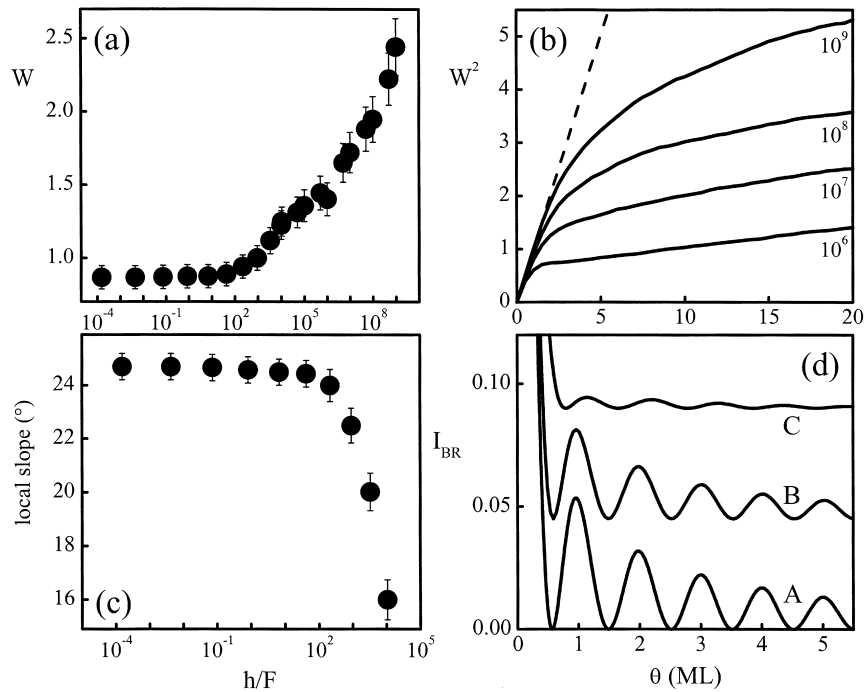 (a)
W
2.5
2.0
1.5
1.0
10⁻⁴ 10⁻¹ 10² 10⁵ 10⁸
(b)
W²
5
4
3
2
1
0
10⁹
10⁸
10⁷
10⁶
0 5 10 15 20
(c)
local slope (°)
24
22
20
18
16
10⁻⁴ 10⁻¹ 10² 10⁵
h/F
(d)
I_BR
0.10
0.05
0.00
C
B
A
0 1 2 3 4 5
θ (ML)